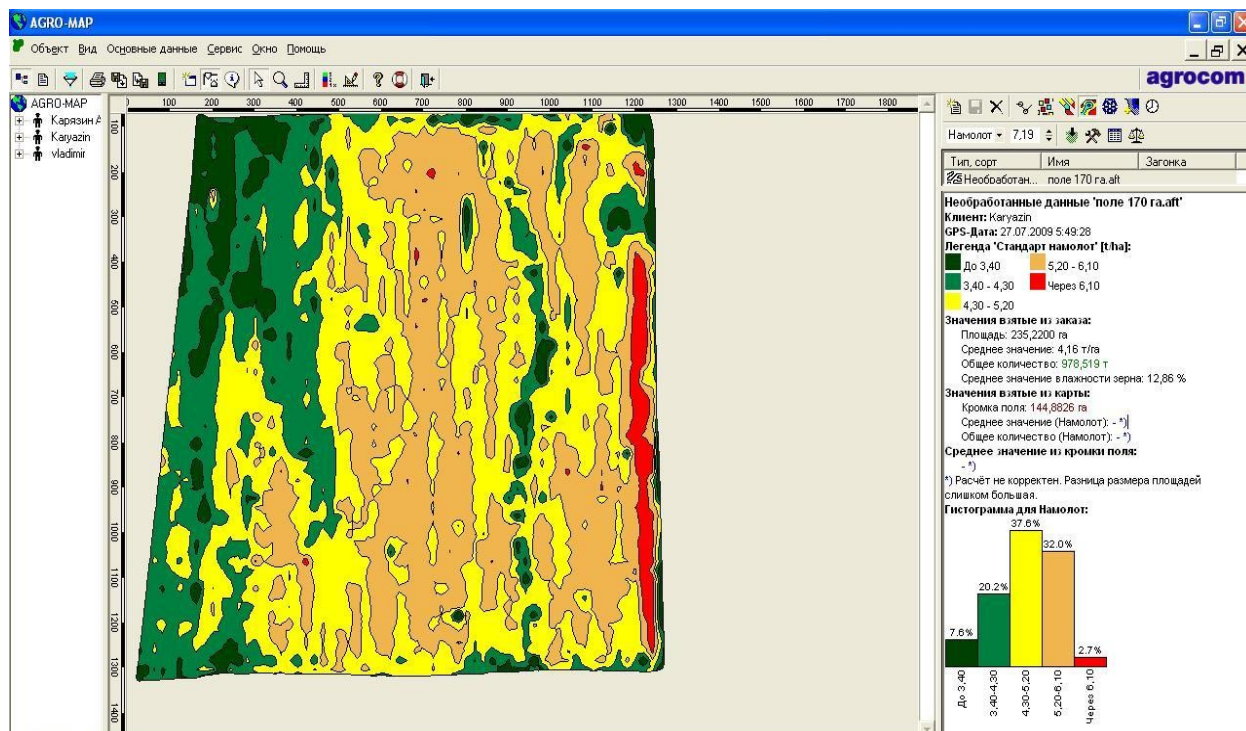 AGRO-MAP
Объект Вид Основные данные Сервис Окно Помощь
agrocom
AGRO-MAP
Карязин А
Karyazin
vladimir
100 200 300 400 500 600 700 800 900 1000 1100 1200 1300 1400 1500 1600 1700 1800
100
200
300
400
500
600
700
800
900
1000
1100
1200
1300
1400
Намолот 7,19
Тип, сорт Имя Загонка
Необработан... поле 170 га.aft
Необработанные данные 'поле 170 га.aft'
Клиент: Karyazin
GPS-Дата: 27.07.2009 5:49:28
Легенда 'Стандарт намолот' [t/ha]:
До 3,40 5,20 - 6,10
3,40 - 4,30 Через 6,10
4,30 - 5,20
Значения взятые из заказа:
Площадь: 235,2200 га
Среднее значение: 4,16 т/га
Общее количество: 978,519 т
Среднее значение влажности зерна: 12,86 %
Значения взятые из карты:
Кромка поля: 144,8826 га
Среднее значение (Намолот): - *)
Общее количество (Намолот): - *)
Среднее значение из кромки поля:
- *)
*) Расчёт не корректен. Разница размера площадей
слишком большая.
Гистограмма для Намолот:
37.6%
32.0%
20.2%
7.6%
2.7%
До 3,40
3,40-4,30
4,30-5,20
5,20-6,10
Через 6,10